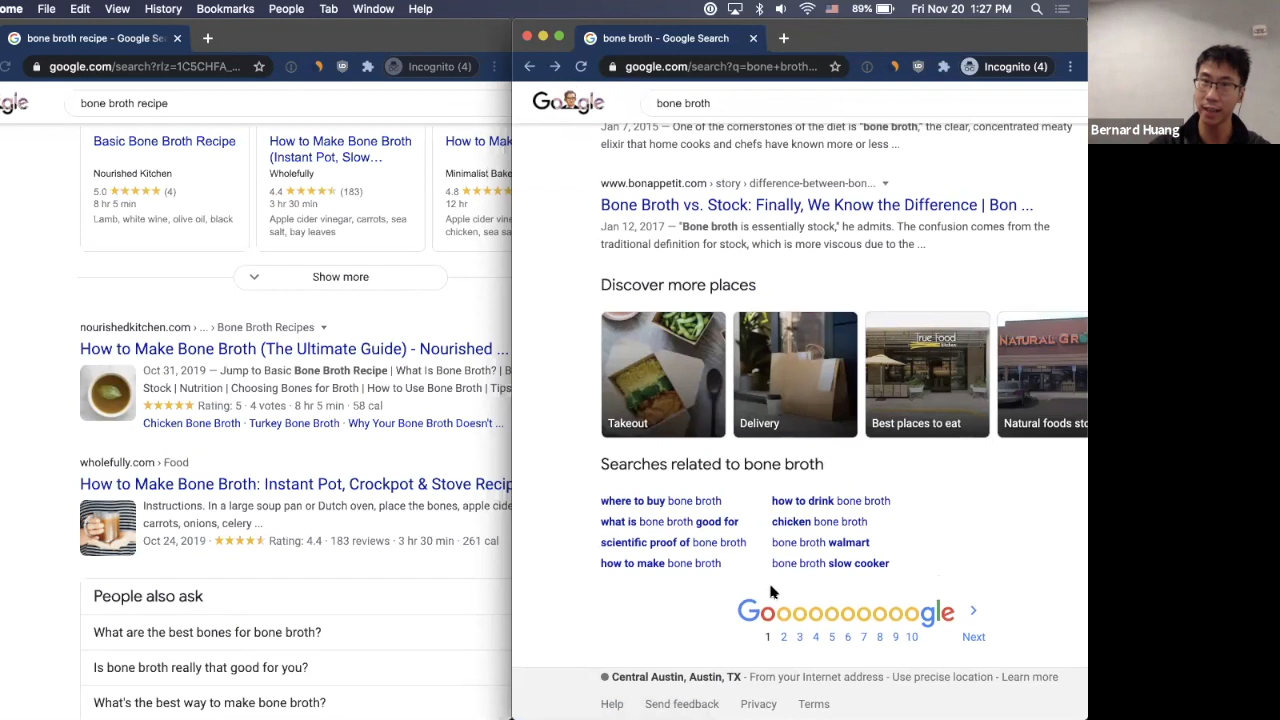 ome File Edit View History Bookmarks People Tab Window Help
89% Fri Nov 20 1:27 PM
bone broth recipe - Google Se
google.com/search?rlz=1C5CHFA_...
Incognito (4)
gle
bone broth recipe
Basic Bone Broth Recipe
Nourished Kitchen
5.0 (4)
8 hr 5 min
Lamb, white wine, olive oil, black
How to Make Bone Broth
(Instant Pot, Slow…
Wholefully
4.4 (183)
3 hr 30 min
Apple cider vinegar, carrots, sea
salt, bay leaves
How to Mak
Minimalist Bake
4.8
12 hr
Apple cider vin
chicken, sea sa
Show more
nourishedkitchen.com › ... › Bone Broth Recipes
How to Make Bone Broth (The Ultimate Guide) - Nourished ...
Oct 31, 2019 — Jump to Basic Bone Broth Recipe | What Is Bone Broth? | B
Stock | Nutrition | Choosing Bones for Broth | How to Use Bone Broth | Tips
Rating: 5 · 4 votes · 8 hr 5 min · 58 cal
Chicken Bone Broth · Turkey Bone Broth · Why Your Bone Broth Doesn't ...
wholefully.com › Food
How to Make Bone Broth: Instant Pot, Crockpot & Stove Recip
Instructions. In a large soup pan or Dutch oven, place the bones, apple cide
carrots, onions, celery ...
Oct 24, 2019 · Rating: 4.4 · 183 reviews · 3 hr 30 min · 261 cal
People also ask
What are the best bones for bone broth?
Is bone broth really that good for you?
What's the best way to make bone broth?
bone broth - Google Search
google.com/search?q=bone+broth...
Incognito (4)
Google
bone broth
Jan 7, 2015 — One of the cornerstones of the diet is "bone broth," the clear, concentrated meaty
elixir that home cooks and chefs have known more or less ...
www.bonappetit.com › story › difference-between-bon...
Bone Broth vs. Stock: Finally, We Know the Difference | Bon ...
Jan 12, 2017 — "Bone broth is essentially stock," he admits. The confusion comes from the
traditional definition for stock, which is more viscous due to the ...
Discover more places
True Food
Kitchen
NATURAL GR
Takeout
Delivery
Best places to eat
Natural foods sto
Searches related to bone broth
where to buy bone broth
how to drink bone broth
what is bone broth good for
chicken bone broth
scientific proof of bone broth
bone broth walmart
how to make bone broth
bone broth slow cooker
Goooooooooogle
1 2 3 4 5 6 7 8 9 10 Next
Central Austin, Austin, TX - From your Internet address - Use precise location - Learn more
Help Send feedback Privacy Terms
Bernard Huang